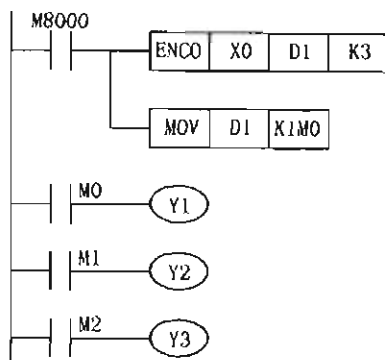 M8000
ENCO X0 D1 K3
MOV D1 K1M0
M0
Y1
M1
Y2
M2
Y3